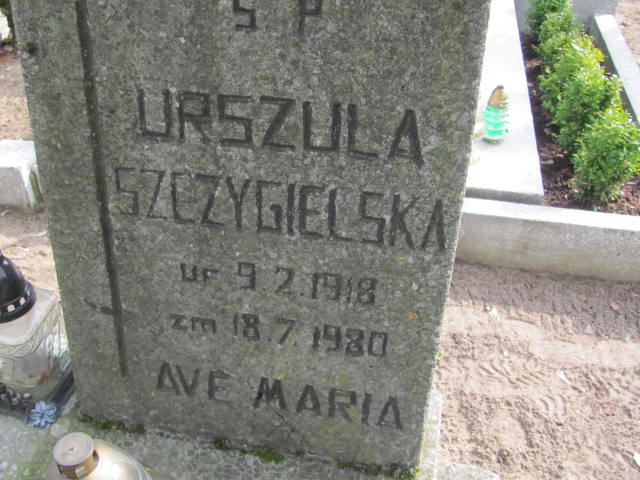 Ś P
URSZULA
SZCZYGIELSKA
ur 9.2.1918
zm 18.7.1980
AVE MARIA